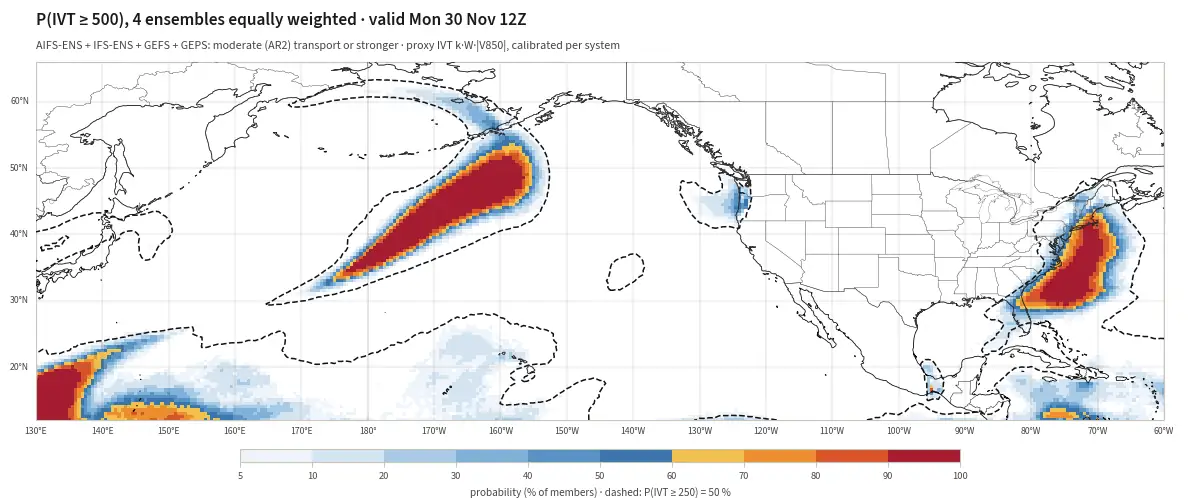 P(IVT ≥ 500), 4 ensembles equally weighted · valid Mon 30 Nov 12Z
AIFS-ENS + IFS-ENS + GEFS + GEPS: moderate (AR2) transport or stronger · proxy IVT k·W·|V850|, calibrated per system
60°N
50°N
40°N
30°N
20°N
130°E 140°E 150°E 160°E 170°E 180° 170°W 160°W 150°W 140°W 130°W 120°W 110°W 100°W 90°W 80°W 70°W 60°W
5 10 20 30 40 50 60 70 80 90 100
probability (% of members) · dashed: P(IVT ≥ 250) = 50 %